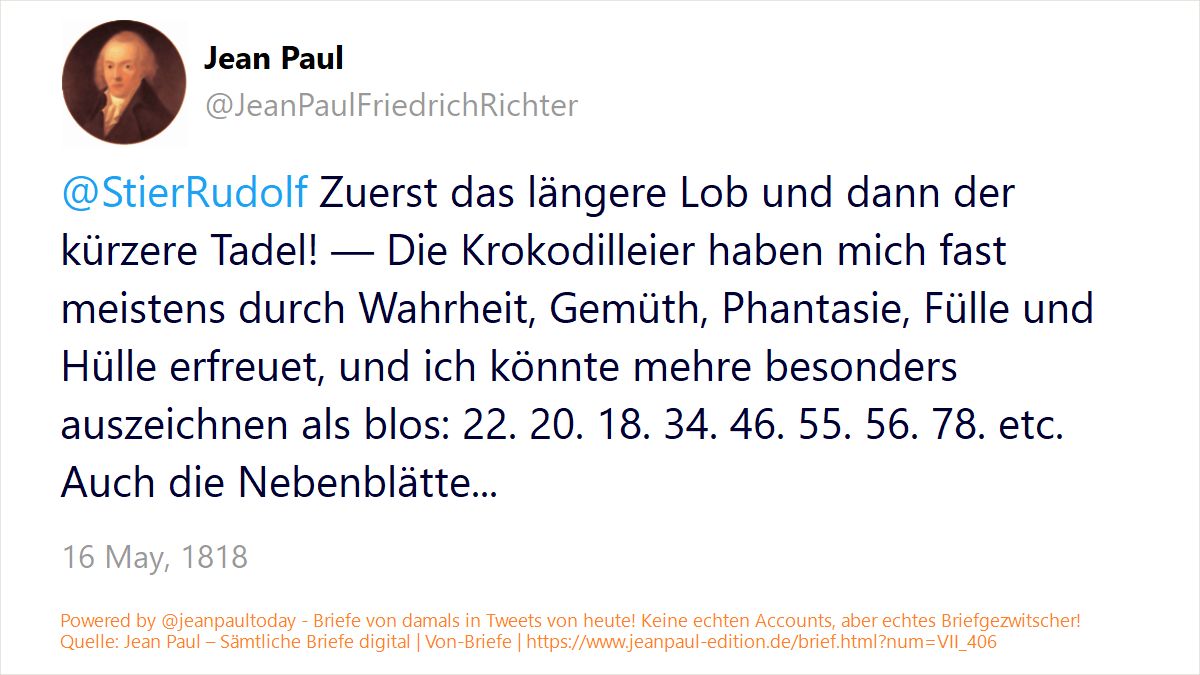 Jean Paul
@JeanPaulFriedrichRichter
@StierRudolf Zuerst das längere Lob und dann der
kürzere Tadel! — Die Krokodilleier haben mich fast
meistens durch Wahrheit, Gemüth, Phantasie, Fülle und
Hülle erfreuet, und ich könnte mehre besonders
auszeichnen als blos: 22. 20. 18. 34. 46. 55. 56. 78. etc.
Auch die Nebenblätte...
16 May, 1818
Powered by @jeanpaultoday - Briefe von damals in Tweets von heute! Keine echten Accounts, aber echtes Briefgezwitscher!
Quelle: Jean Paul – Sämtliche Briefe digital | Von-Briefe | https://www.jeanpaul-edition.de/brief.html?num=VII_406